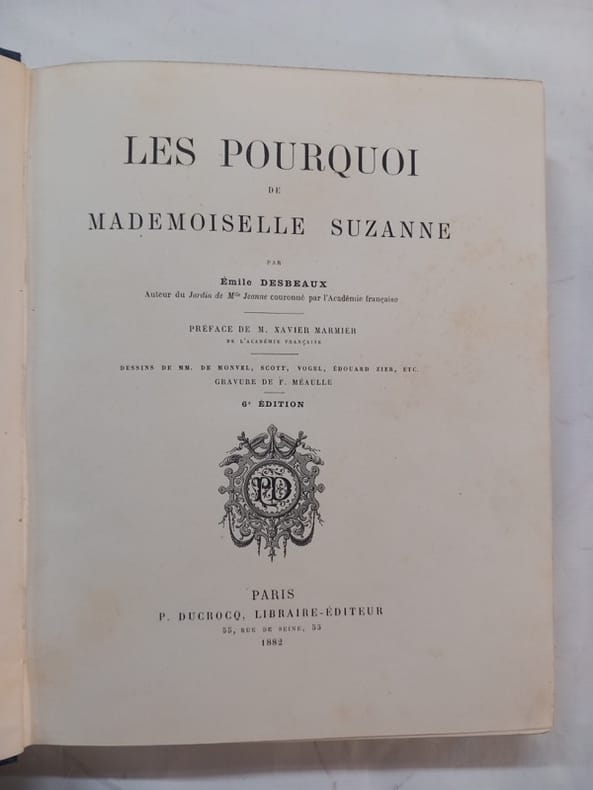 LES POURQUOI
DE
MADEMOISELLE SUZANNE
PAR
Émile DESBEAUX
Auteur du Jardin de Mlle Jeanne couronné par l'Académie française
PRÉFACE DE M. XAVIER MARMIER
DE L'ACADÉMIE FRANÇAISE
DESSINS DE MM. DE MONVEL, SCOTT, VOGEL, ÉDOUARD ZIER, ETC.
GRAVURE DE F. MÉAULLE
6e ÉDITION
PD
PARIS
P. DUCROCQ, LIBRAIRE-ÉDITEUR
55, RUE DE SEINE, 55
1882